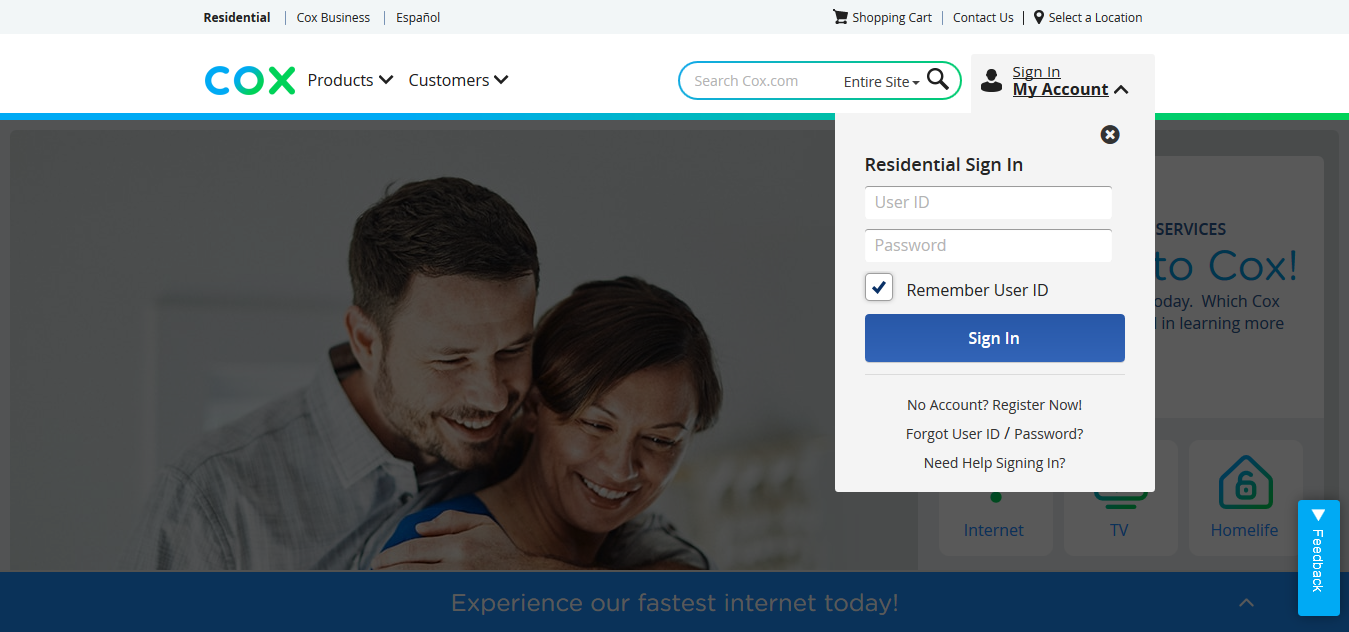 Residential
Cox Business
Español
Shopping Cart
Contact Us
Select a Location
COX
Products
Customers
Search Cox.com
Entire Site
Sign In
My Account
Residential Sign In
User ID
Password
Remember User ID
Sign In
No Account? Register Now!
Forgot User ID / Password?
Need Help Signing In?
SERVICES
to Cox!
Which Cox
in learning more
Internet
TV
Homelife
Feedback
Experience our fastest internet today!